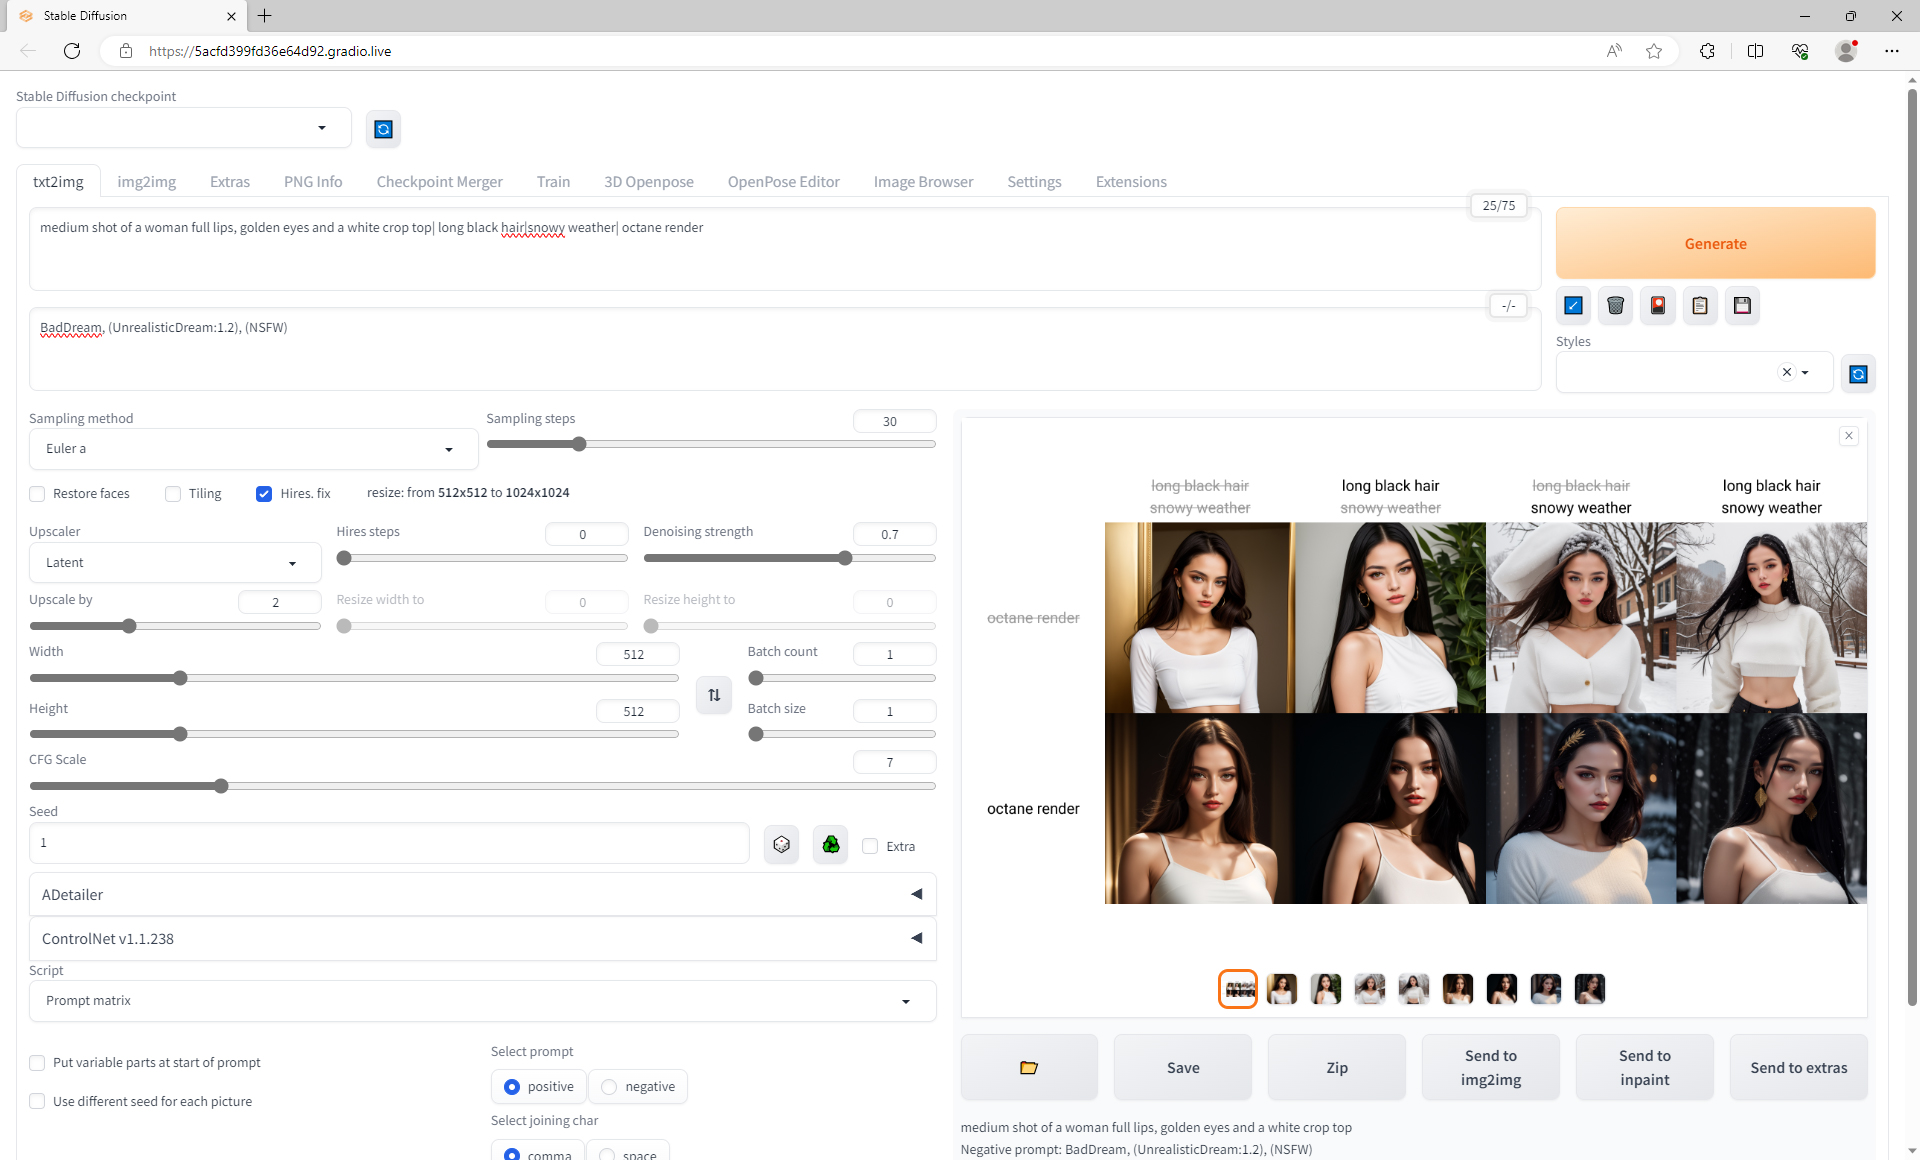 Stable Diffusion
https://5acfd399fd36e64d92.gradio.live
Stable Diffusion checkpoint
txt2img img2img Extras PNG Info Checkpoint Merger Train 3D Openpose OpenPose Editor Image Browser Settings Extensions
25/75
medium shot of a woman full lips, golden eyes and a white crop top| long black hair|snowy weather| octane render
Generate
-/-
BadDream, (UnrealisticDream:1.2), (NSFW)
Styles
Sampling method
Euler a
Sampling steps
30
Restore faces
Tiling
Hires. fix
resize: from 512x512 to 1024x1024
Upscaler
Latent
Hires steps
0
Denoising strength
0.7
Upscale by
2
Resize width to
0
Resize height to
0
Width
512
Batch count
1
Height
512
Batch size
1
CFG Scale
7
Seed
1
Extra
ADetailer
ControlNet v1.1.238
Script
Prompt matrix
Put variable parts at start of prompt
Use different seed for each picture
Select prompt
positive
negative
Select joining char
comma
space
long black hair long black hair long black hair long black hair
snowy weather snowy weather snowy weather snowy weather
octane render
octane render
Save
Zip
Send to
img2img
Send to
inpaint
Send to extras
medium shot of a woman full lips, golden eyes and a white crop top
Negative prompt: BadDream, (UnrealisticDream:1.2), (NSFW)